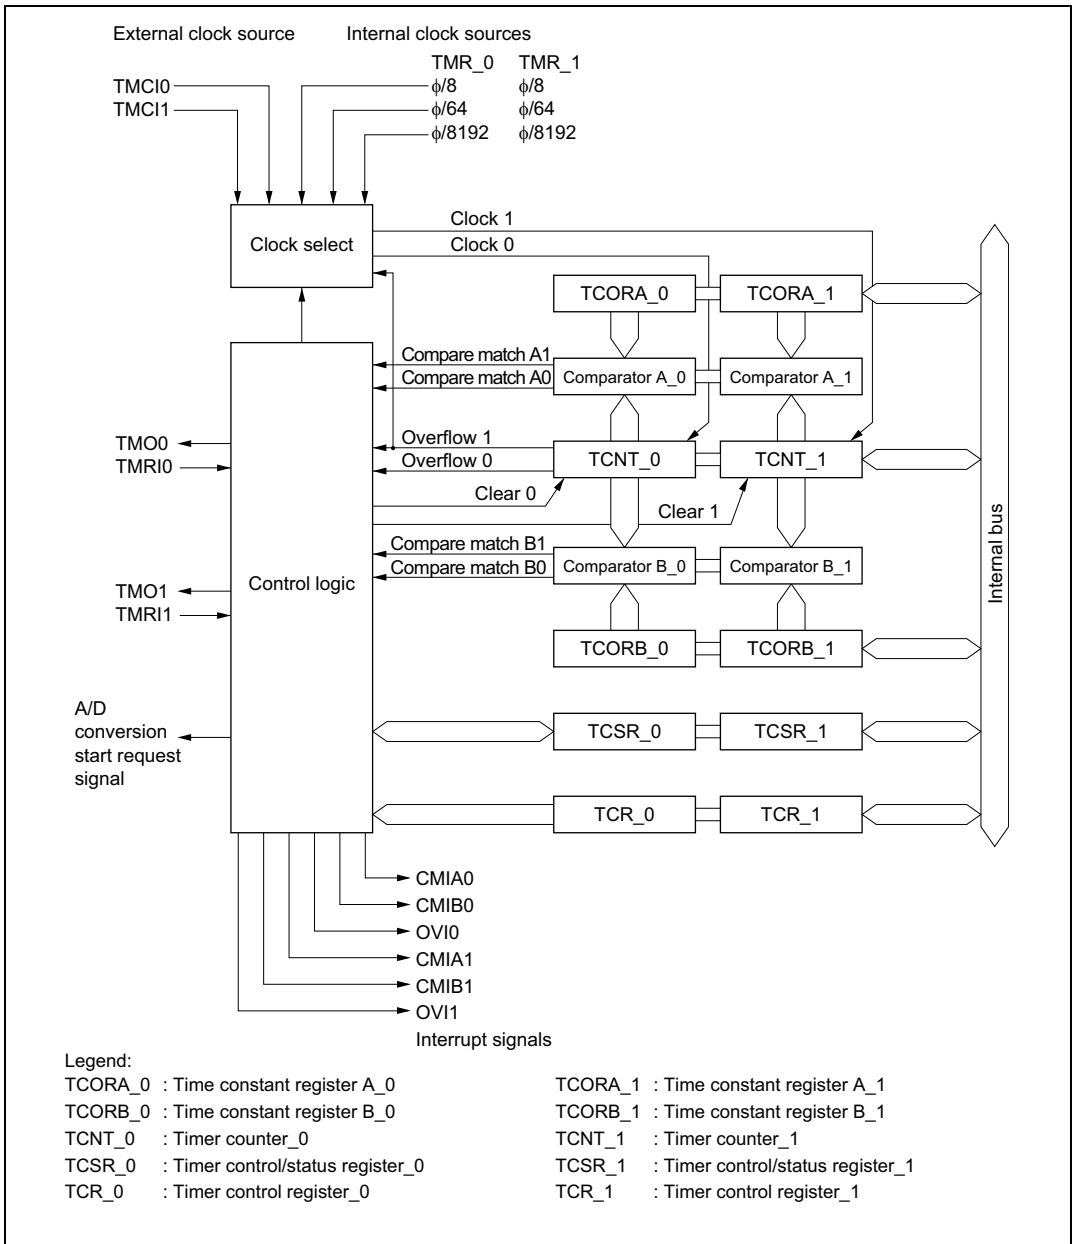 External clock source
Internal clock sources
TMR_0 TMR_1
TMCI0
ϕ/8 ϕ/8
TMCI1
ϕ/64 ϕ/64
ϕ/8192 ϕ/8192
Clock select
Clock 1
Clock 0
TCORA_0
TCORA_1
Compare match A1
Compare match A0
Comparator A_0
Comparator A_1
TMO0
TMRI0
Overflow 1
Overflow 0
TCNT_0
TCNT_1
Clear 0
Clear 1
Internal bus
Compare match B1
Compare match B0
Comparator B_0
Comparator B_1
Control logic
TMO1
TMRI1
TCORB_0
TCORB_1
A/D
conversion
start request
signal
TCSR_0
TCSR_1
TCR_0
TCR_1
CMIA0
CMIB0
OVI0
CMIA1
CMIB1
OVI1
Interrupt signals
Legend:
TCORA_0 : Time constant register A_0
TCORB_0 : Time constant register B_0
TCNT_0 : Timer counter_0
TCSR_0 : Timer control/status register_0
TCR_0 : Timer control register_0
TCORA_1 : Time constant register A_1
TCORB_1 : Time constant register B_1
TCNT_1 : Timer counter_1
TCSR_1 : Timer control/status register_1
TCR_1 : Timer control register_1